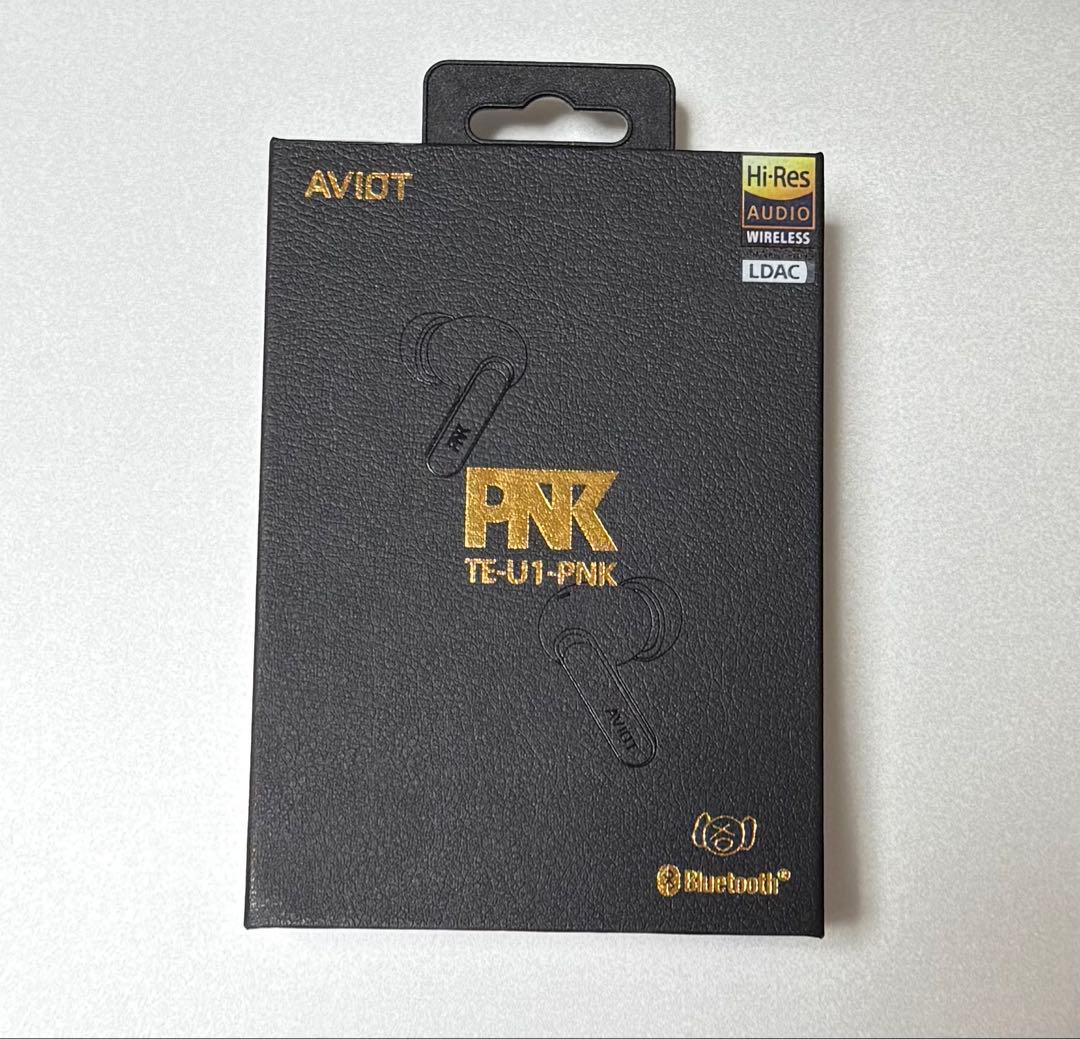 AVIOT
Hi-Res
AUDIO
WIRELESS
LDAC
PNK
PNK
TE-U1-PNK
AVIOT
Bluetooth®